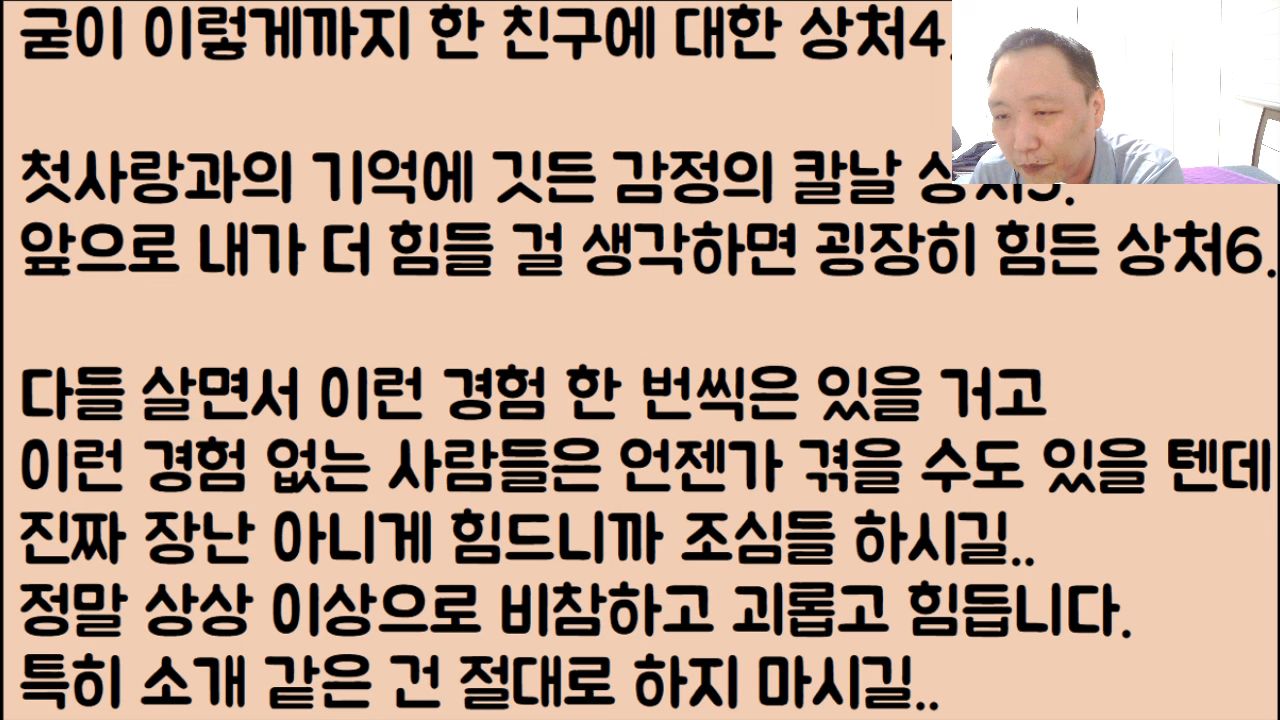 굳이 이렇게까지 한 친구에 대한 상처4.
첫사랑과의 기억에 깃든 감정의 칼날
앞으로 내가 더 힘들 걸 생각하면 굉장히 힘든 상처6.
다들 살면서 이런 경험 한 번씩은 있을 거고
이런 경험 없는 사람들은 언젠가 겪을 수도 있을 텐데
진짜 장난 아니게 힘드니까 조심들 하시길..
정말 상상 이상으로 비참하고 괴롭고 힘듭니다.
특히 소개 같은 건 절대로 하지 마시길..